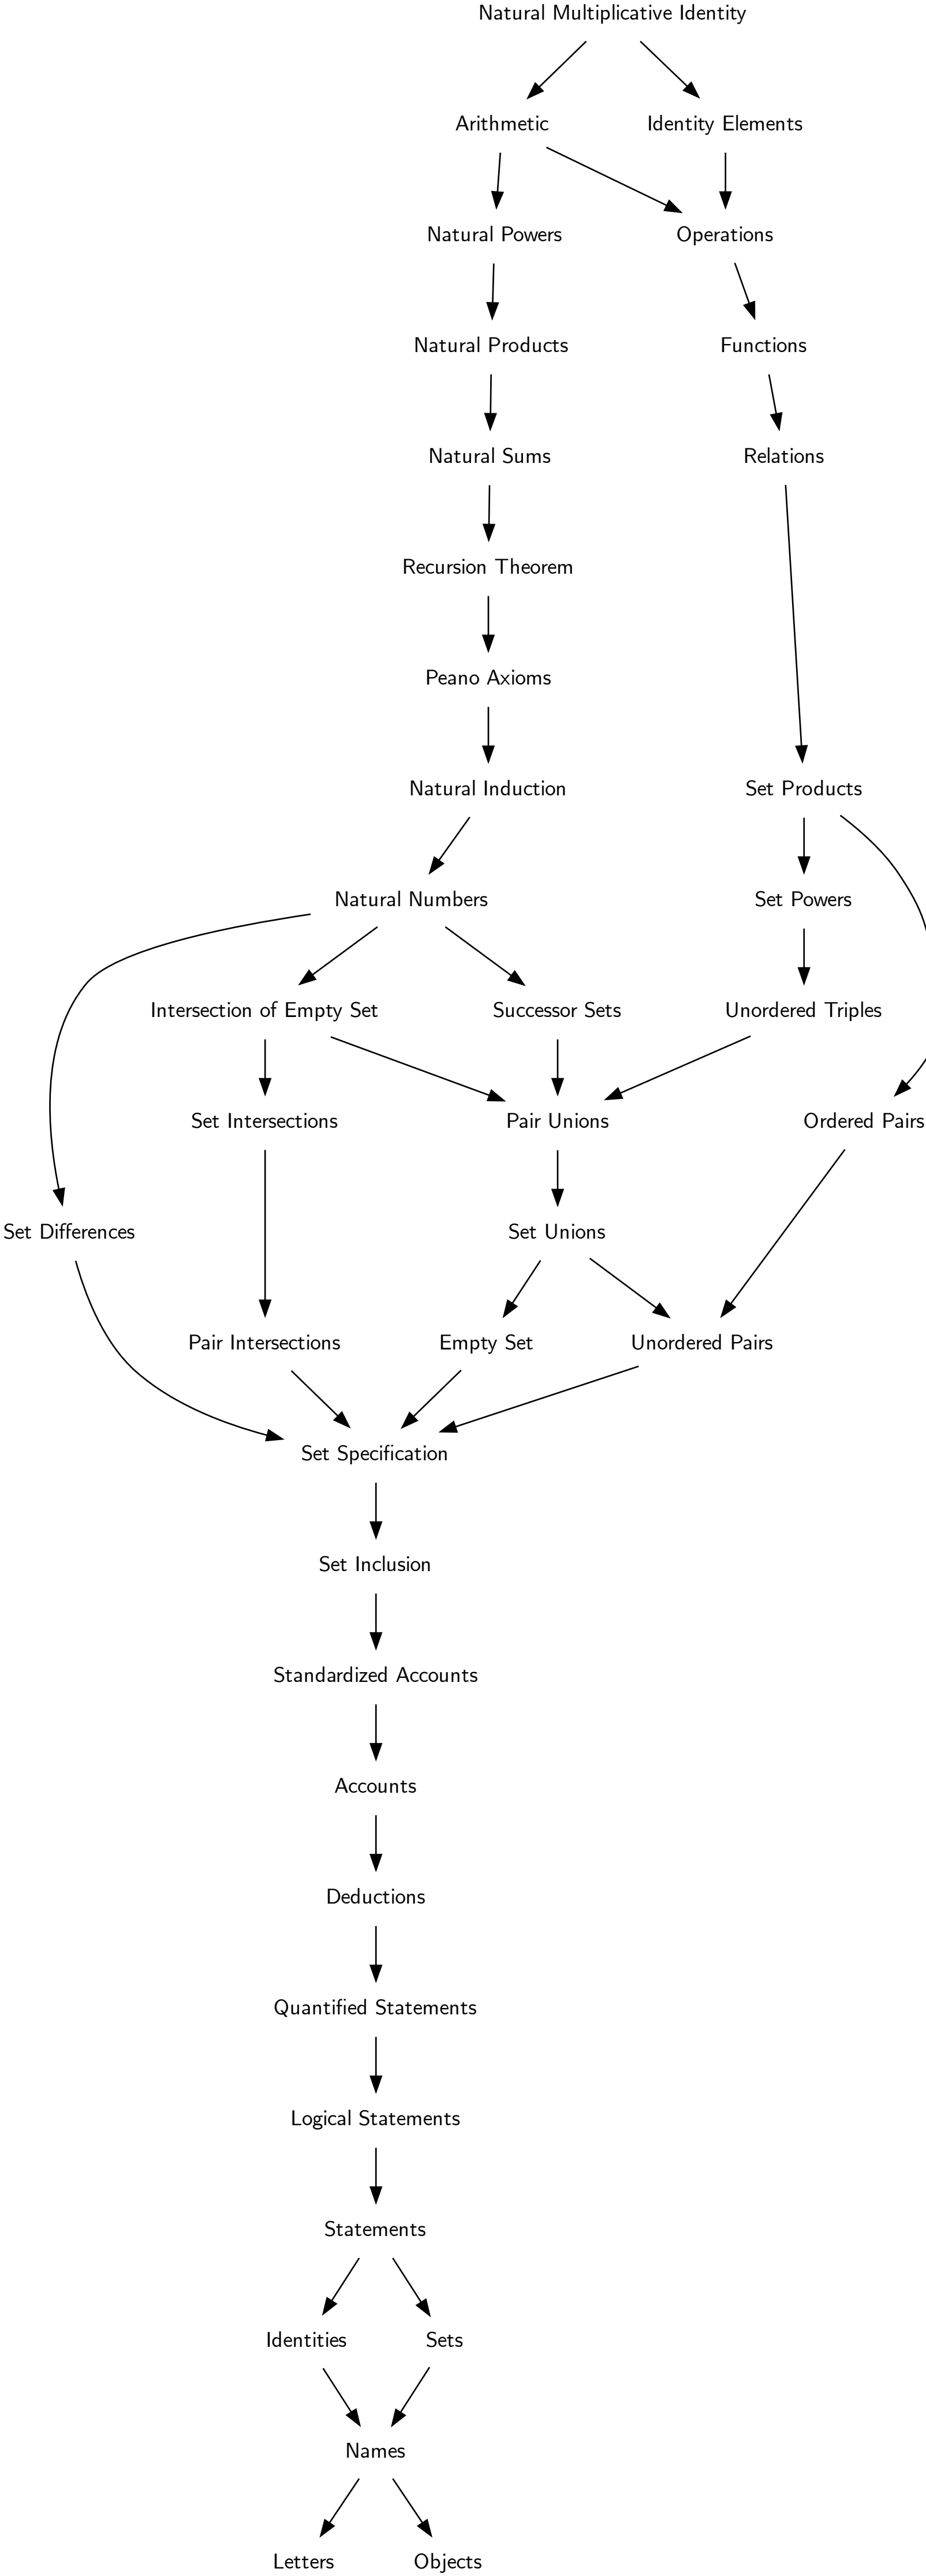 Natural Multiplicative Identity
Arithmetic
Identity Elements
Natural Powers
Operations
Natural Products
Functions
Natural Sums
Relations
Recursion Theorem
Peano Axioms
Natural Induction
Set Products
Natural Numbers
Set Powers
Intersection of Empty Set
Successor Sets
Unordered Triples
Set Intersections
Pair Unions
Ordered Pairs
Set Differences
Set Unions
Pair Intersections
Empty Set
Unordered Pairs
Set Specification
Set Inclusion
Standardized Accounts
Accounts
Deductions
Quantified Statements
Logical Statements
Statements
Identities
Sets
Names
Letters
Objects